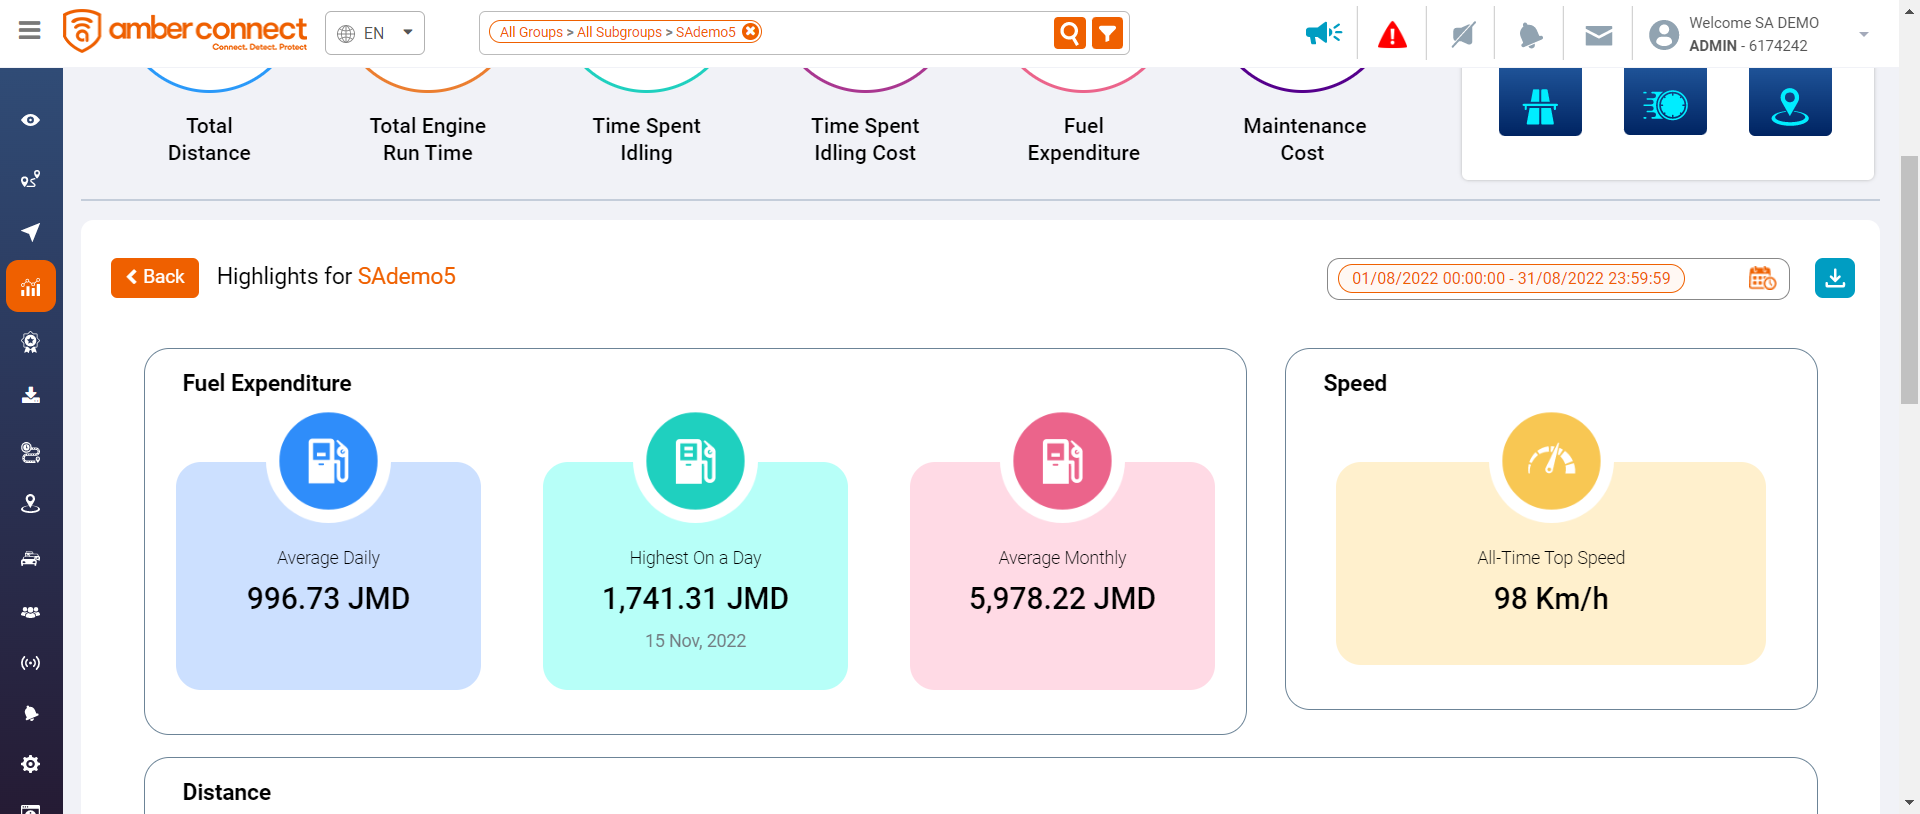 amber connect
Connect. Detect. Protect
EN
All Groups > All Subgroups > SAdemo5
Welcome SA DEMO
ADMIN - 6174242
Total
Distance
Total Engine
Run Time
Time Spent
Idling
Time Spent
Idling Cost
Fuel
Expenditure
Maintenance
Cost
Back
Highlights for SAdemo5
01/08/2022 00:00:00 - 31/08/2022 23:59:59
Fuel Expenditure
Average Daily
996.73 JMD
Highest On a Day
1,741.31 JMD
15 Nov, 2022
Average Monthly
5,978.22 JMD
Speed
All-Time Top Speed
98 Km/h
Distance